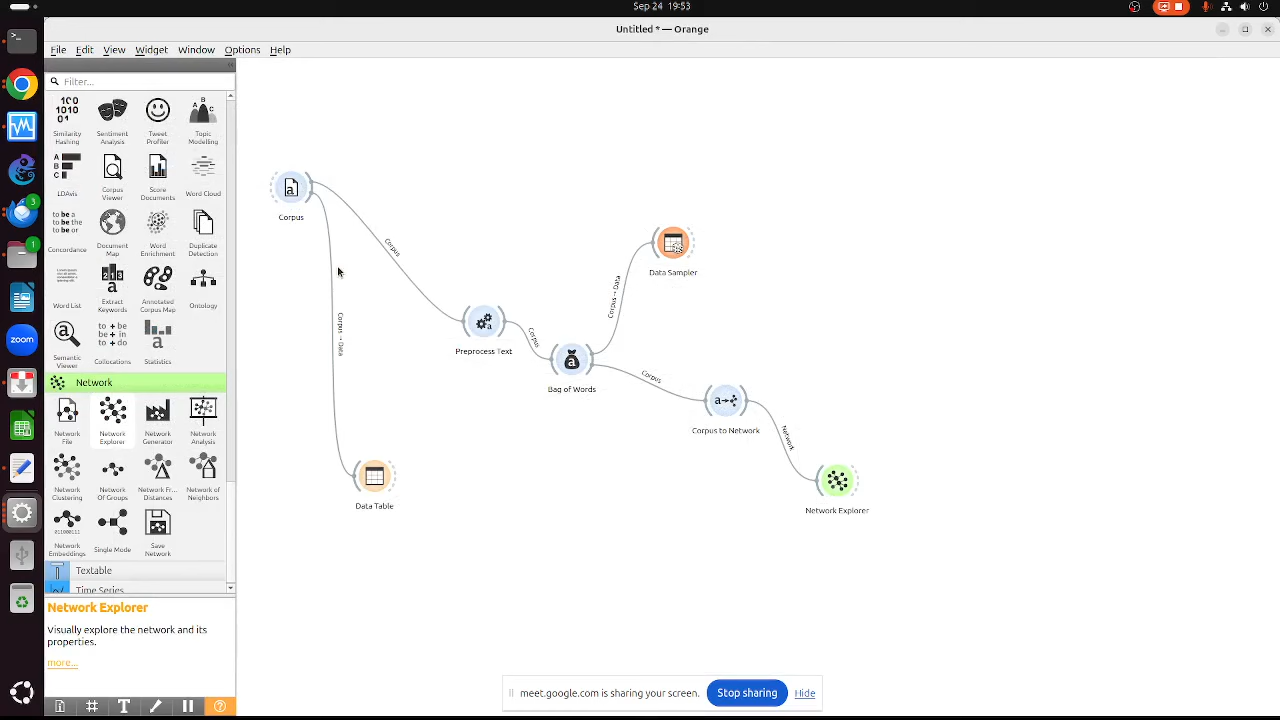 Sep 24 19:53
Untitled * — Orange
File Edit View Widget Window Options Help
Filter...
Similarity Hashing
Sentiment Analysis
Tweet Profiler
Topic Modelling
LDAvis
Corpus Viewer
Score Documents
Word Cloud
Concordance
Document Map
Word Enrichment
Duplicate Detection
Word List
Extract Keywords
Annotated Corpus Map
Ontology
Semantic Viewer
Collocations
Statistics
Network
Network File
Network Explorer
Network Generator
Network Analysis
Network Clustering
Network Of Groups
Network Fr... Distances
Network of Neighbors
Network Embeddings
Single Mode
Save Network
Textable
Time Series
Network Explorer
Visually explore the network and its
properties.
more...
Corpus
Corpus
Corpus → Data
Data Table
Preprocess Text
Corpus
Bag of Words
Corpus → Data
Data Sampler
Corpus
Corpus to Network
Network
Network Explorer
meet.google.com is sharing your screen. Stop sharing Hide
zoom
3
1